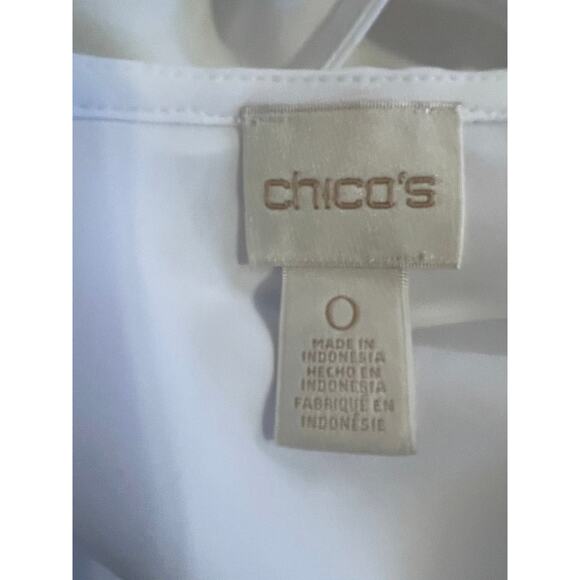 chico's
0
MADE IN
INDONESIA
HECHO EN
INDONESIA
FABRIQUÉ EN
INDONÉSIE